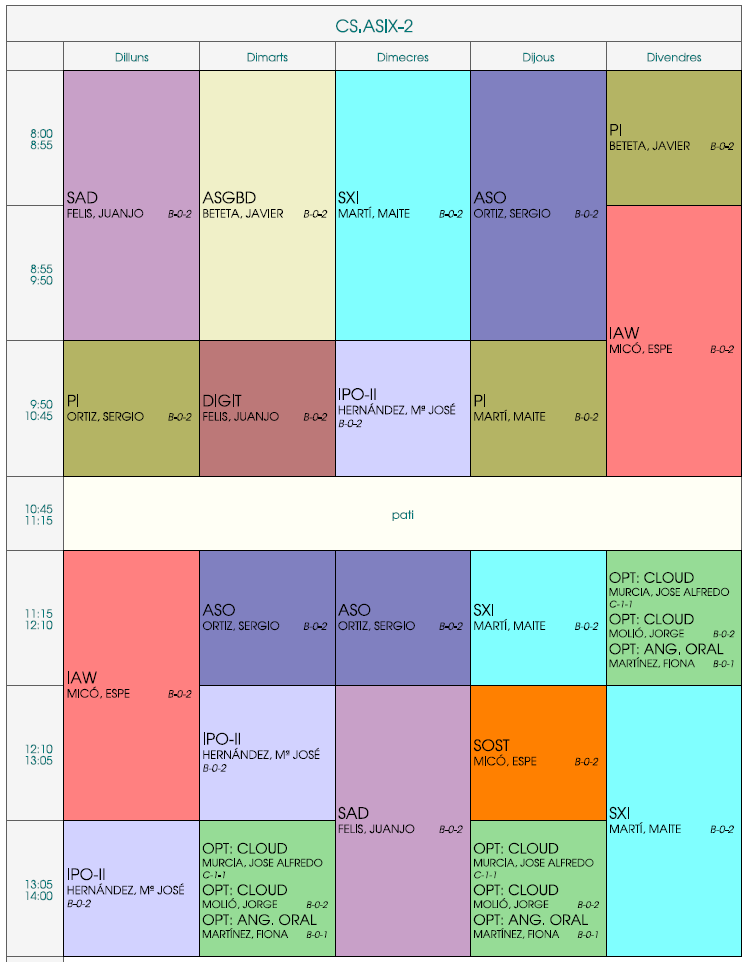 CS.ASIX-2
Dilluns Dimarts Dimecres Dijous Divendres
8:00
8:55
SAD
FELIS, JUANJO B-0-2
ASGBD
BETETA, JAVIER B-0-2
SXI
MARTÍ, MAITE B-0-2
ASO
ORTIZ, SERGIO B-0-2
PI
BETETA, JAVIER B-0-2
8:55
9:50
IAW
MICÓ, ESPE B-0-2
9:50
10:45
PI
ORTIZ, SERGIO B-0-2
DIGIT
FELIS, JUANJO B-0-2
IPO-II
HERNÁNDEZ, Mª JOSÉ
B-0-2
PI
MARTÍ, MAITE B-0-2
10:45
11:15
pati
11:15
12:10
IAW
MICÓ, ESPE B-0-2
ASO
ORTIZ, SERGIO B-0-2
ASO
ORTIZ, SERGIO B-0-2
SXI
MARTÍ, MAITE B-0-2
OPT: CLOUD
MURCIA, JOSE ALFREDO
C-1-1
OPT: CLOUD
MOLIÓ, JORGE B-0-2
OPT: ANG. ORAL
MARTÍNEZ, FIONA B-0-1
12:10
13:05
IPO-II
HERNÁNDEZ, Mª JOSÉ
B-0-2
SAD
FELIS, JUANJO B-0-2
SOST
MICÓ, ESPE B-0-2
SXI
MARTÍ, MAITE B-0-2
13:05
14:00
IPO-II
HERNÁNDEZ, Mª JOSÉ
B-0-2
OPT: CLOUD
MURCIA, JOSE ALFREDO
C-1-1
OPT: CLOUD
MOLIÓ, JORGE B-0-2
OPT: ANG. ORAL
MARTÍNEZ, FIONA B-0-1
OPT: CLOUD
MURCIA, JOSE ALFREDO
C-1-1
OPT: CLOUD
MOLIÓ, JORGE B-0-2
OPT: ANG. ORAL
MARTÍNEZ, FIONA B-0-1